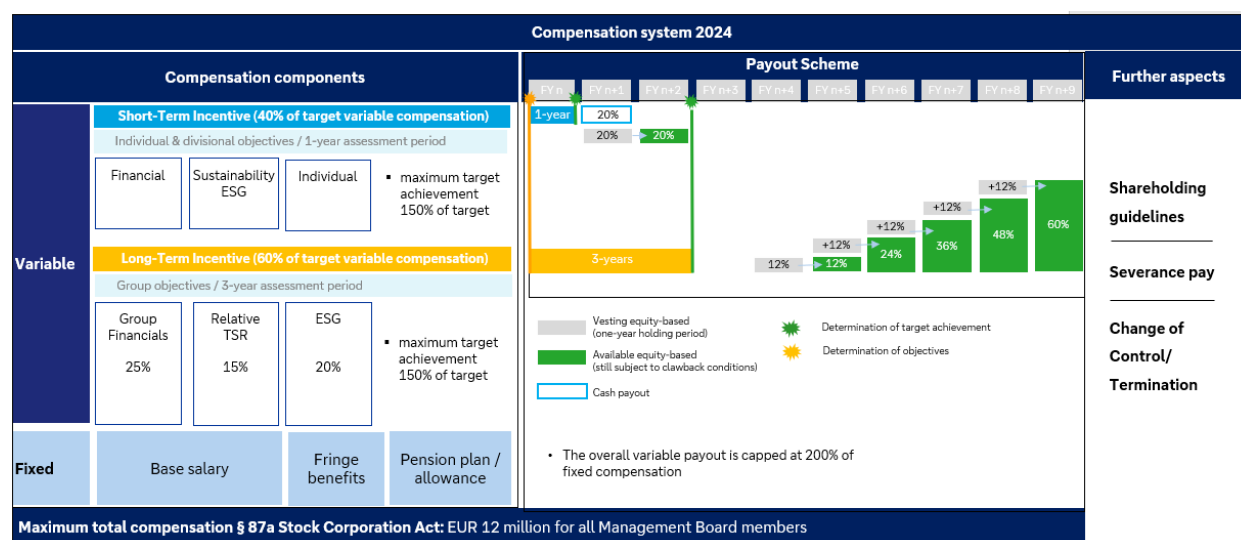 Compensation system 2024
Compensation components
Payout Scheme
Further aspects
FY n
FY n+1
FY n+2
FY n+3
FY n+4
FY n+5
FY n+6
FY n+7
FY n+8
FY n+9
Variable
Short-Term Incentive (40% of target variable compensation)
Individual & divisional objectives / 1-year assessment period
Financial
Sustainability
ESG
Individual
▪ maximum target
achievement
150% of target
Long-Term Incentive (60% of target variable compensation)
Group objectives / 3-year assessment period
Group
Financials
25%
Relative
TSR
15%
ESG
20%
▪ maximum target
achievement
150% of target
Fixed
Base salary
Fringe
benefits
Pension plan /
allowance
1-year
20%
20%
20%
3-years
12%
+12%
12%
+12%
24%
+12%
36%
+12%
48%
60%
Vesting equity-based
(one-year holding period)
Available equity-based
(still subject to clawback conditions)
Cash payout
Determination of target achievement
Determination of objectives
• The overall variable payout is capped at 200% of
fixed compensation
Shareholding
guidelines
Severance pay
Change of
Control/
Termination
Maximum total compensation § 87a Stock Corporation Act: EUR 12 million for all Management Board members